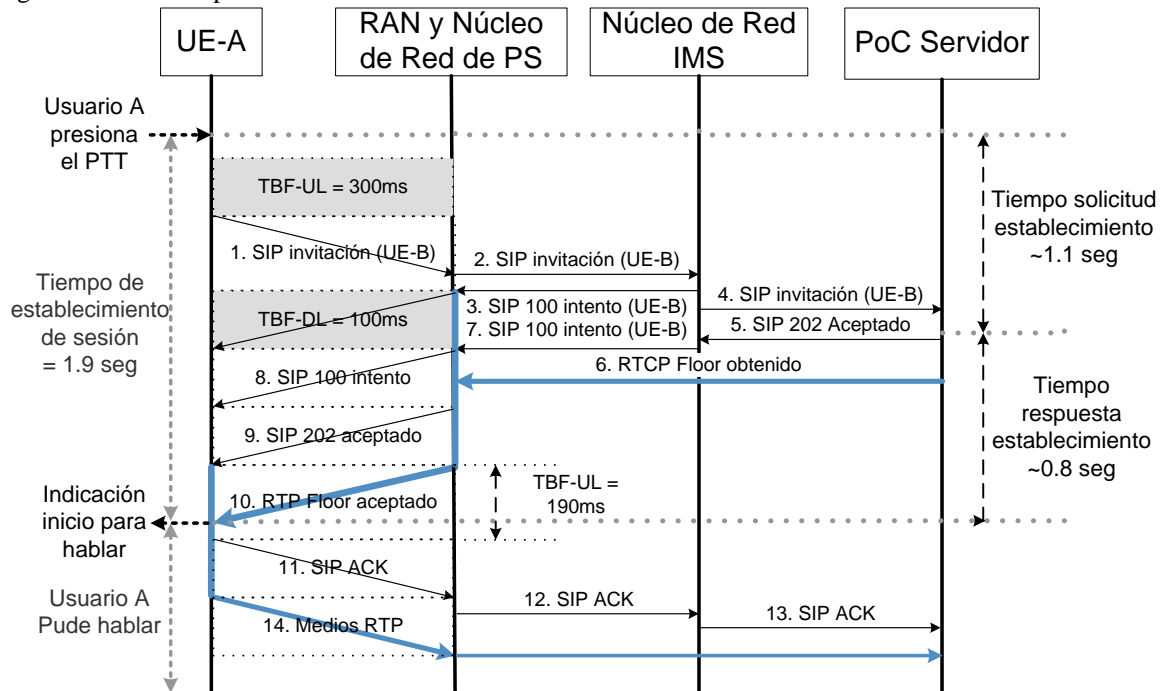 UE-A
RAN y Núcleo
de Red de PS
Núcleo de Red
IMS
PoC Servidor
Usuario A
presiona
el PTT
TBF-UL = 300ms
Tiempo solicitud
establecimiento
~1.1 seg
1. SIP invitación (UE-B)
2. SIP invitación (UE-B)
Tiempo de
establecimiento
de sesión
= 1.9 seg
TBF-DL = 100ms
3. SIP 100 intento (UE-B)
7. SIP 100 intento (UE-B)
4. SIP invitación (UE-B)
5. SIP 202 Aceptado
6. RTCP Floor obtenido
8. SIP 100 intento
Tiempo
respuesta
establecimiento
~0.8 seg
9. SIP 202 aceptado
TBF-UL =
190ms
10. RTP Floor aceptado
Indicación
inicio para
hablar
11. SIP ACK
12. SIP ACK
13. SIP ACK
Usuario A
Pude hablar
14. Medios RTP